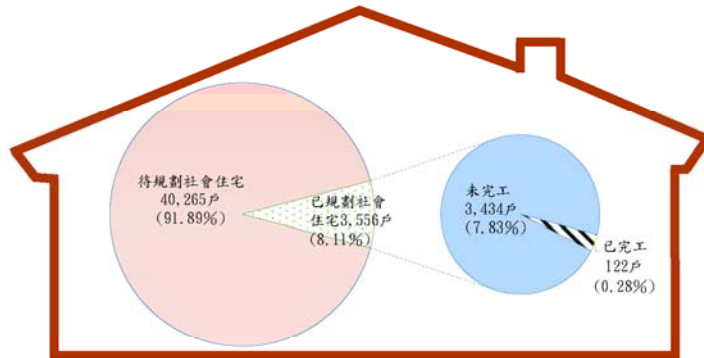 待規劃社會住宅
40,265戶
(91.89%)
已規劃社會
住宅3,556戶
(8.11%)
未完工
3,434戶
(7.83%)
已完工
122戶
(0.28%)